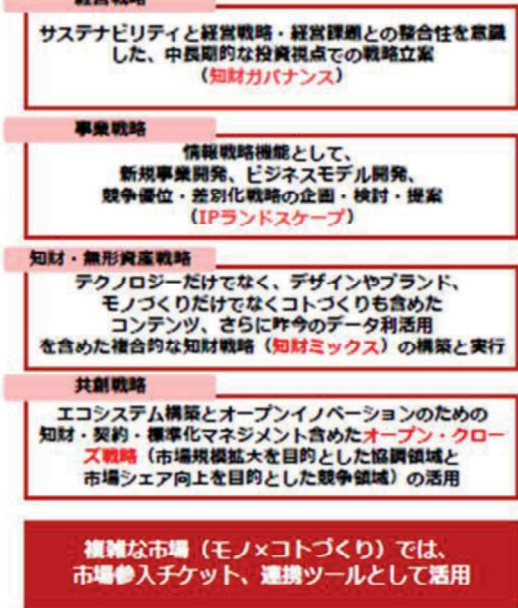 経営戦略
サステナビリティと経営戦略・経営課題との整合性を意識
した、中長期的な投資視点での戦略立案
（知財ガバナンス）
事業戦略
情報戦略機能として、
新規事業開発、ビジネスモデル開発、
競争優位・差別化戦略の企画・検討・提案
（IPランドスケープ）
知財・無形資産戦略
テクノロジーだけでなく、デザインやブランド、
モノづくりだけでなくコトづくりも含めた
コンテンツ、さらに昨今のデータ利活用
を含めた複合的な知財戦略（知財ミックス）の構築と実行
共創戦略
エコシステム構築とオープンイノベーションのための
知財・契約・標準化マネジメント含めたオープン・クロー
ズ戦略（市場規模拡大を目的とした協調領域と
市場シェア向上を目的とした競争領域）の活用
複雑な市場（モノ×コトづくり）では、
市場参入チケット、連携ツールとして活用